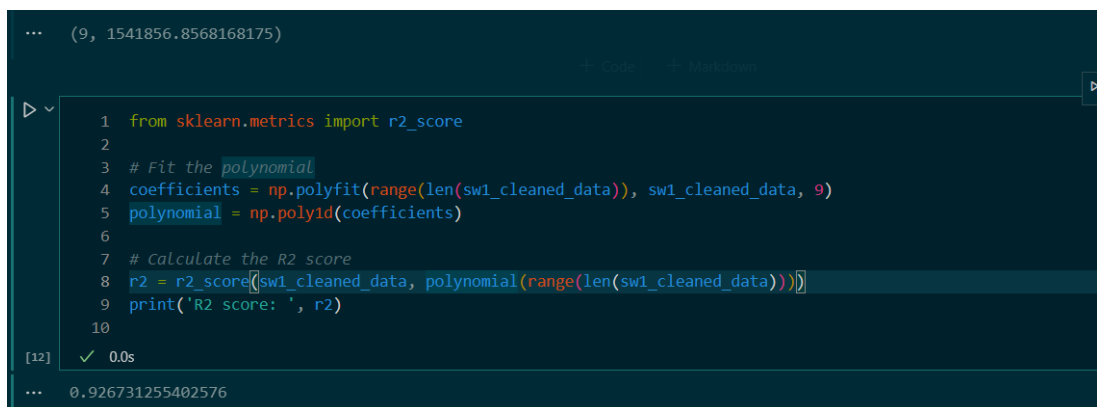 ... (9, 1541856.8568168175)
+ Code + Markdown
1 from sklearn.metrics import r2_score
2
3 # Fit the polynomial
4 coefficients = np.polyfit(range(len(sw1_cleaned_data)), sw1_cleaned_data, 9)
5 polynomial = np.poly1d(coefficients)
6
7 # Calculate the R2 score
8 r2 = r2_score(sw1_cleaned_data, polynomial(range(len(sw1_cleaned_data))))
9 print('R2 score: ', r2)
10
[12] ✓ 0.0s
... 0.926731255402576